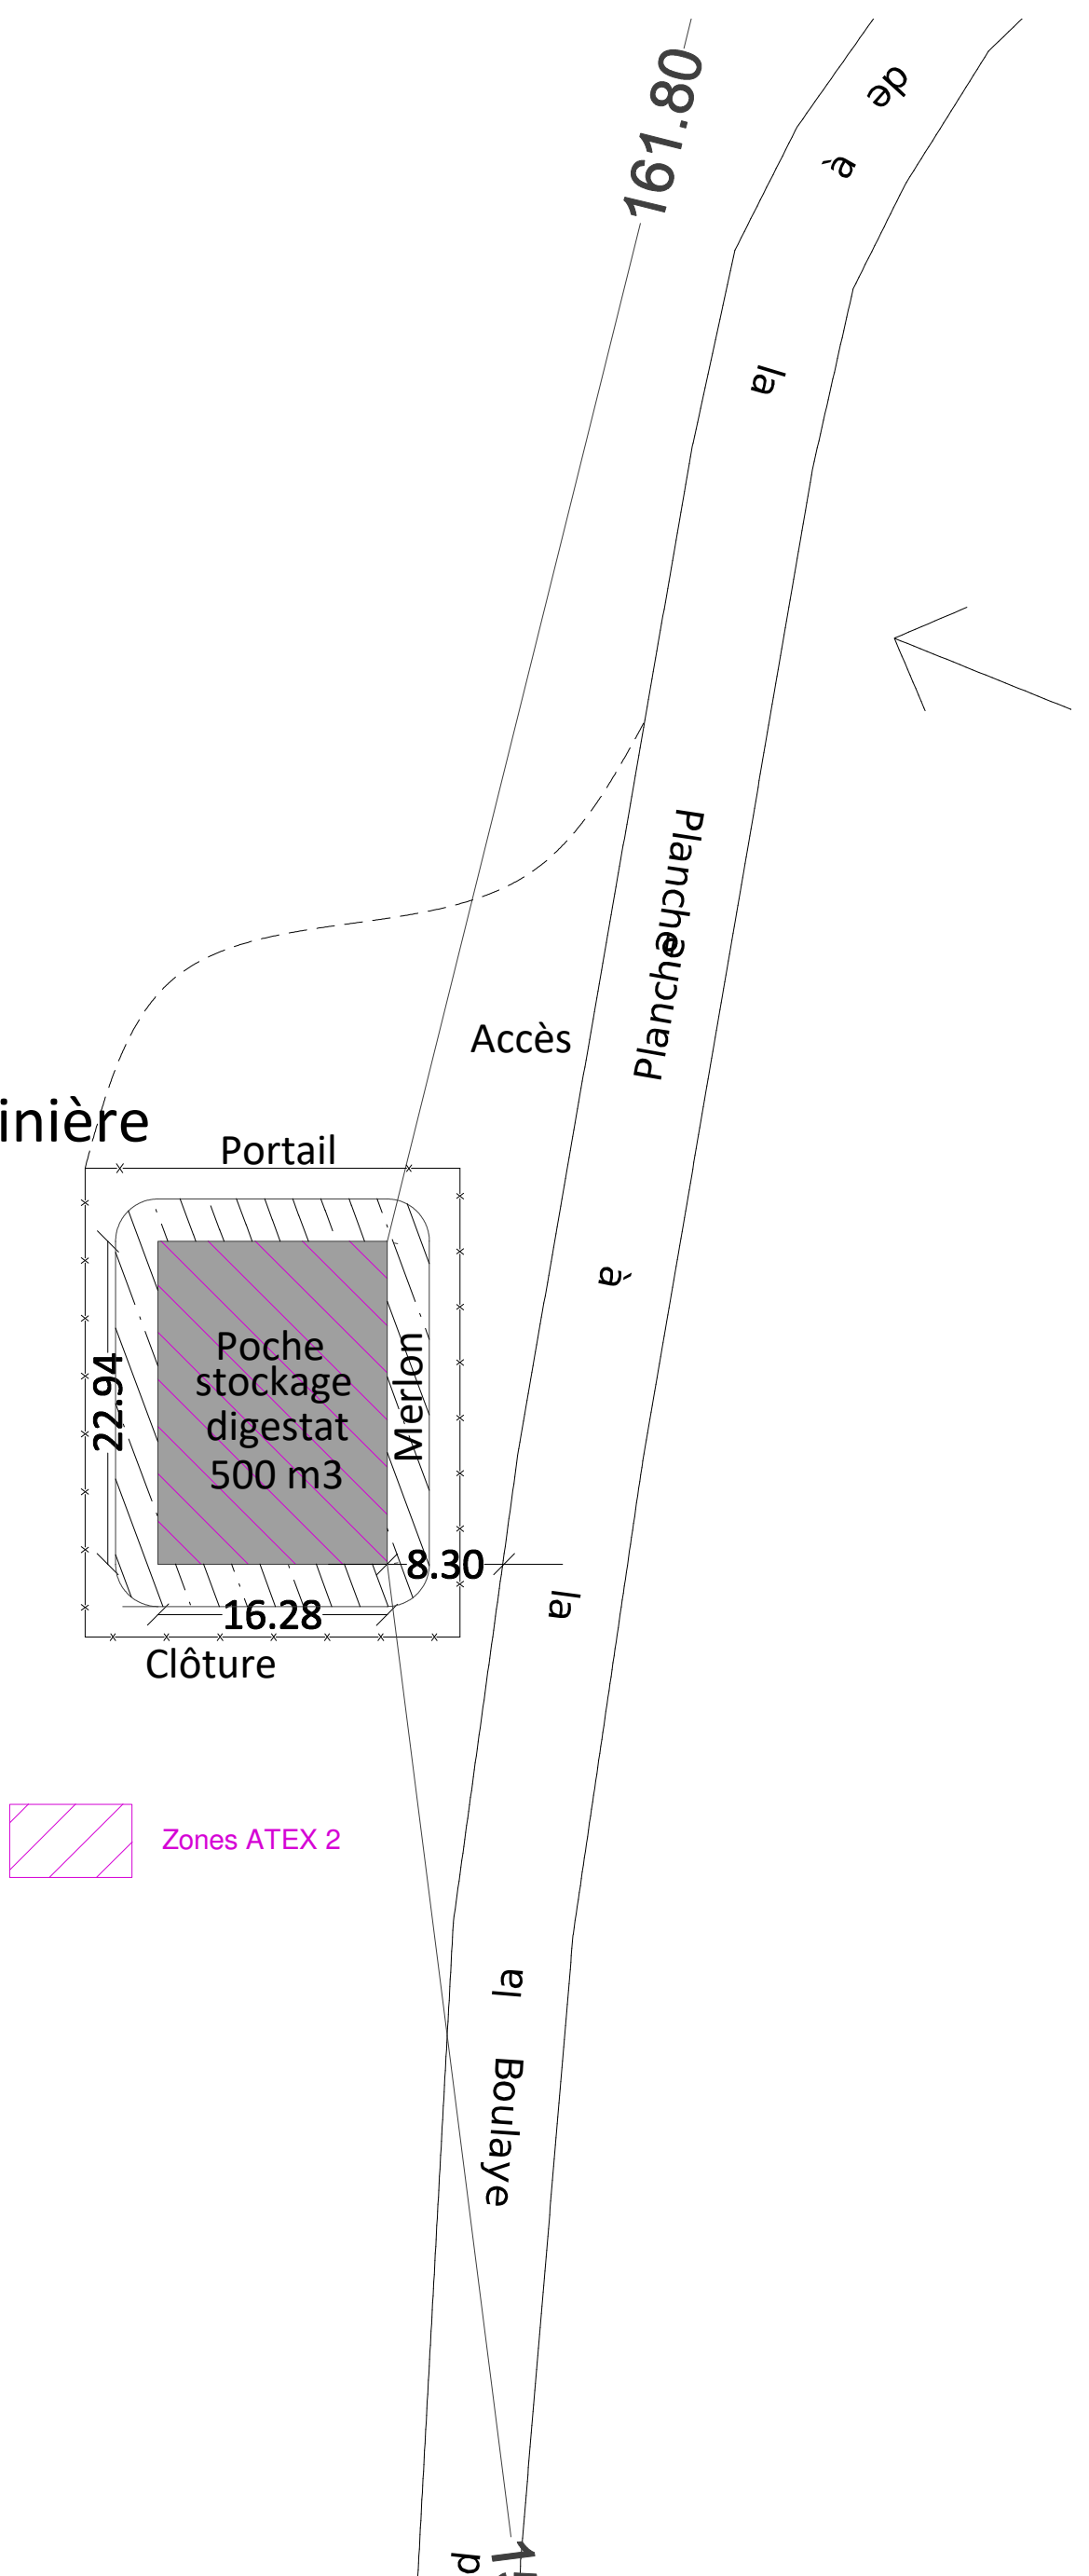 161.80
de
à
la
Planche
Planche
Accès
inière
Portail
à
Poche
stockage
digestat
500 m3
Merlon
22.94
8.30
16.28
la
Clôture
Zones ATEX 2
la
Boulaye